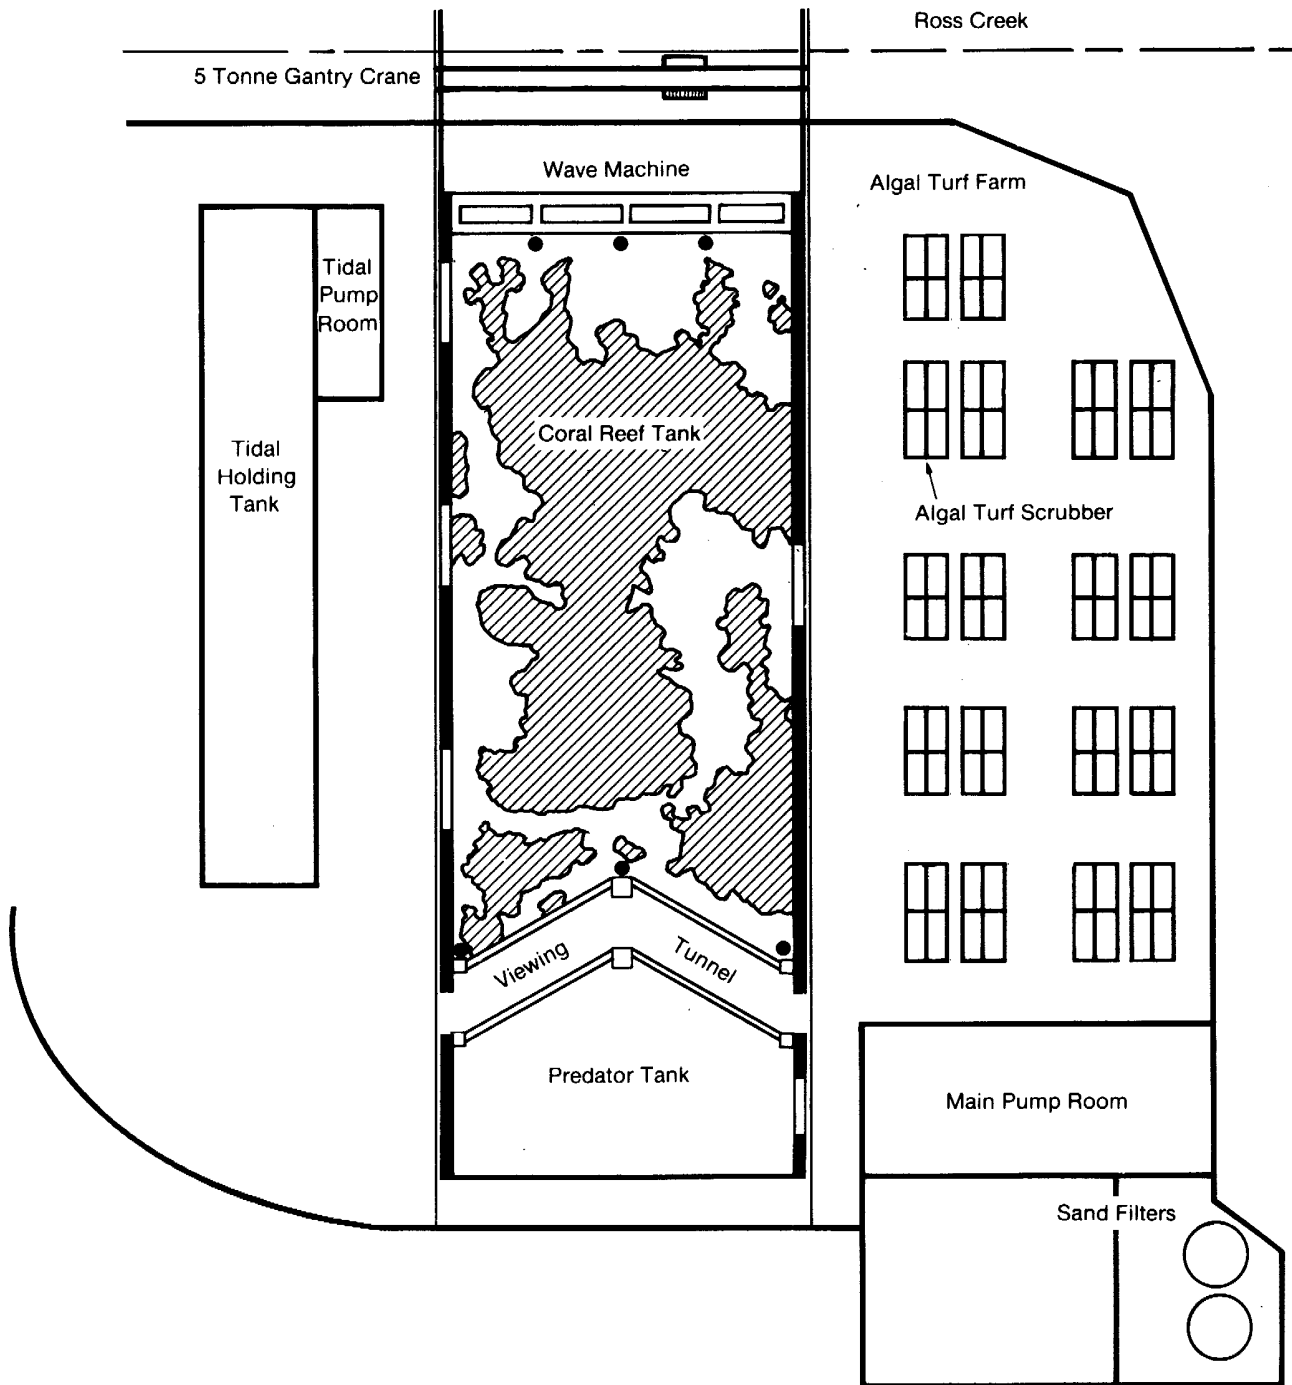 Ross Creek
5 Tonne Gantry Crane
Wave Machine
Algal Turf Farm
Tidal
Pump
Room
Coral Reef Tank
Tidal
Holding
Tank
Algal Turf Scrubber
Viewing
Tunnel
Predator Tank
Main Pump Room
Sand Filters